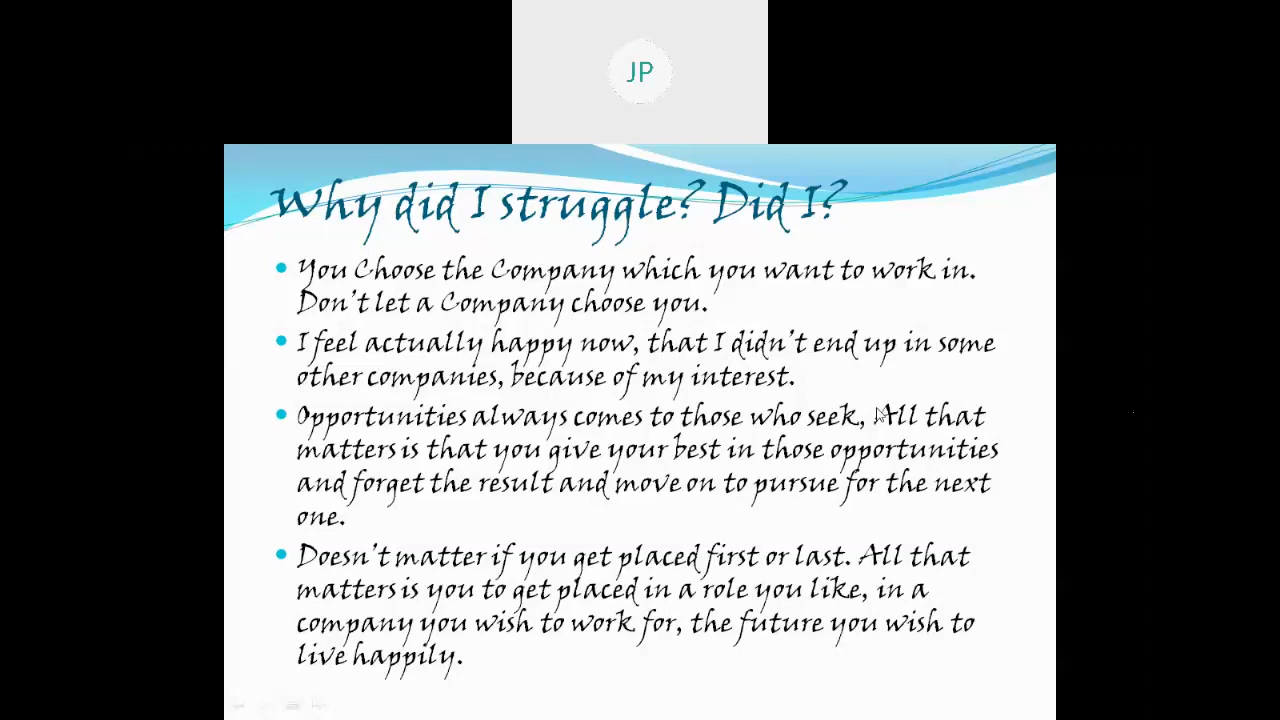 JP
Why did I struggle? Did I?
You Choose the Company which you want to work in.
Don't let a Company choose you.
I feel actually happy now, that I didn't end up in some
other companies, because of my interest.
Opportunities always comes to those who seek, All that
matters is that you give your best in those opportunities
and forget the result and move on to pursue for the next
one.
Doesn't matter if you get placed first or last. All that
matters is you to get placed in a role you like, in a
company you wish to work for, the future you wish to
live happily.